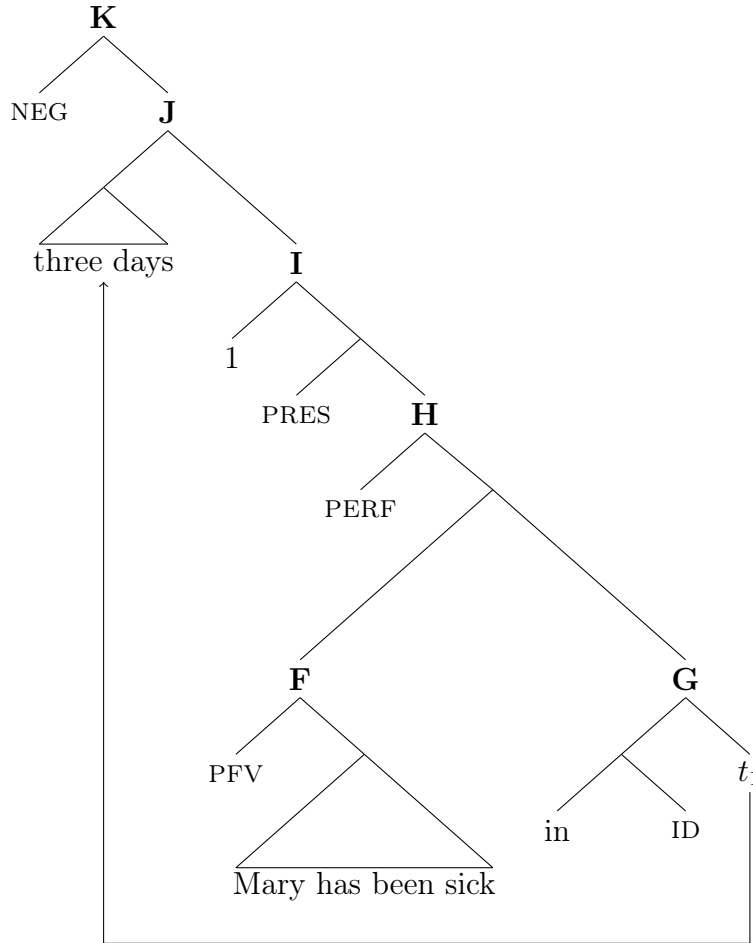 K
NEG
J
three days
I
1
PRES
H
PERF
F
G
PFV
t
in
ID
Mary has been sick